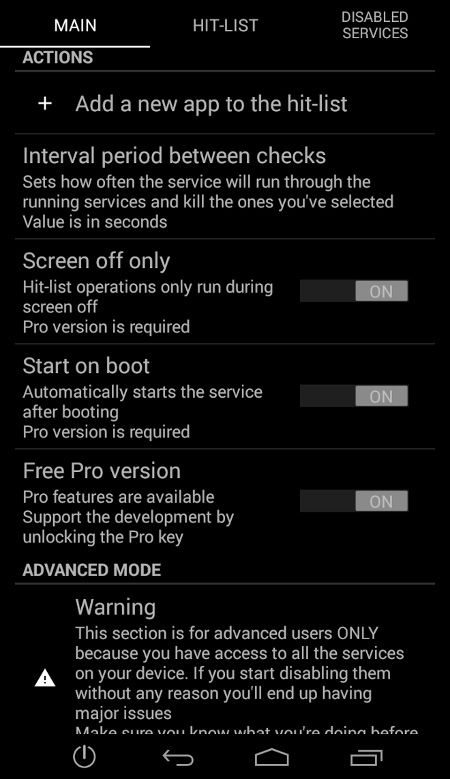 MAIN
HIT-LIST
DISABLED
SERVICES
ACTIONS
+ Add a new app to the hit-list
Interval period between checks
Sets how often the service will run through the
running services and kill the ones you've selected
Value is in seconds
Screen off only
Hit-list operations only run during
screen off
Pro version is required
ON
Start on boot
Automatically starts the service
after booting
Pro version is required
ON
Free Pro version
Pro features are available
Support the development by
unlocking the Pro key
ON
ADVANCED MODE
Warning
This section is for advanced users ONLY
because you have access to all the services
on your device. If you start disabling them
without any reason you'll end up having
major issues
Make sure you know what you're doing before